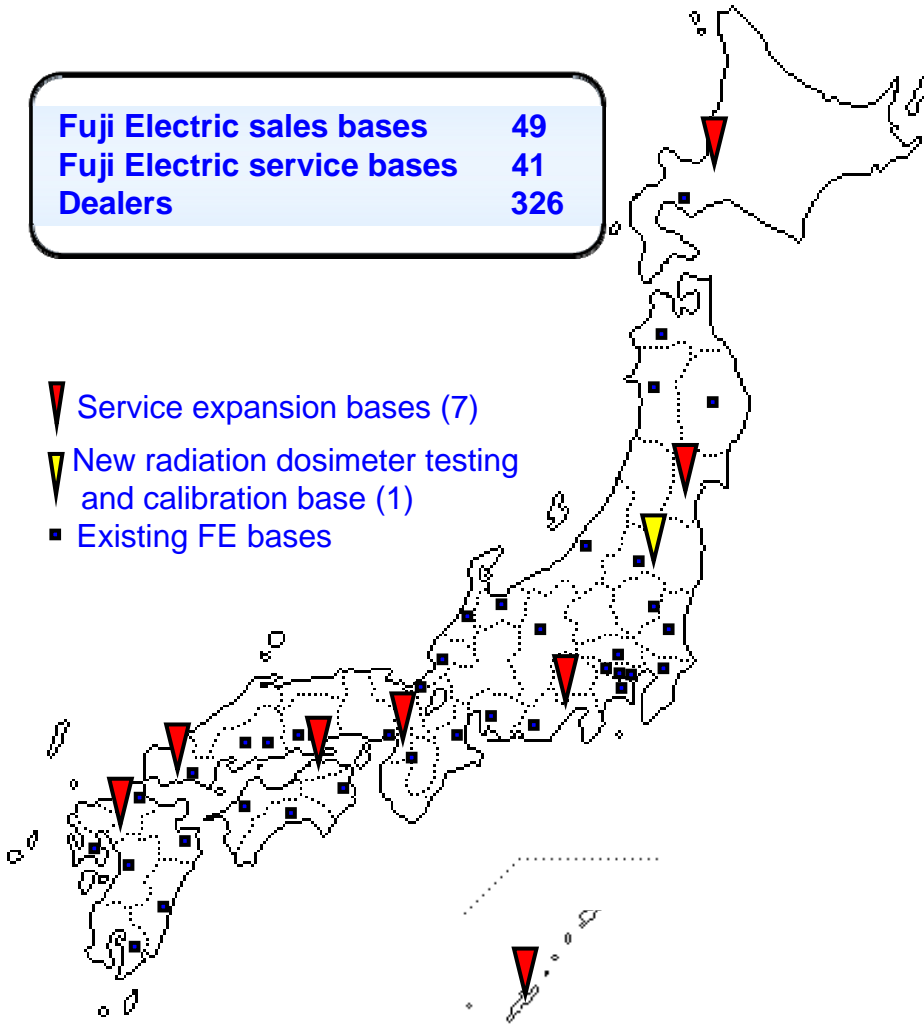 Fuji Electric sales bases 49
Fuji Electric service bases 41
Dealers 326
Service expansion bases (7)
New radiation dosimeter testing
and calibration base (1)
Existing FE bases